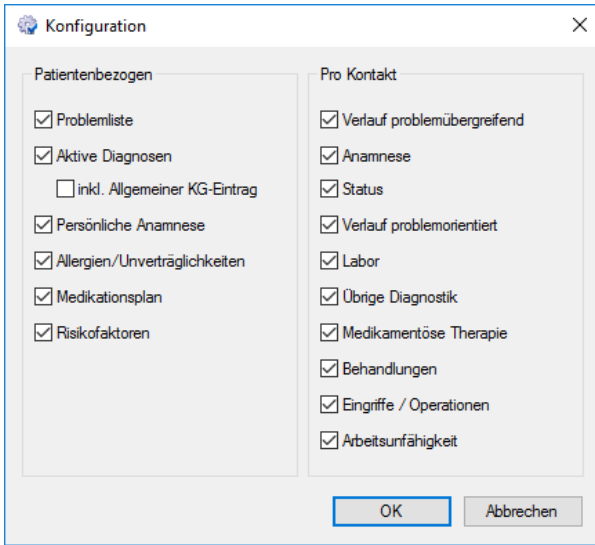 Konfiguration
Patientenbezogen
Problemliste
Aktive Diagnosen
inkl. Allgemeiner KG-Eintrag
Persönliche Anamnese
Allergien/Unverträglichkeiten
Medikationsplan
Risikofaktoren
Pro Kontakt
Verlauf problemübergreifend
Anamnese
Status
Verlauf problemorientiert
Labor
Übrige Diagnostik
Medikamentöse Therapie
Behandlungen
Eingriffe / Operationen
Arbeitsunfähigkeit
OK
Abbrechen